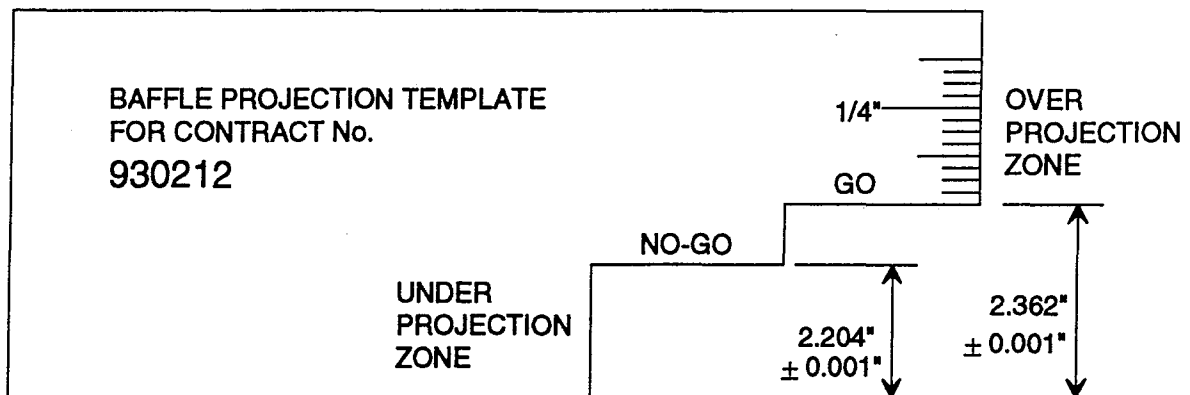 BAFFLE PROJECTION TEMPLATE
FOR CONTRACT No.
930212
1/4"
OVER
PROJECTION
ZONE
GO
NO-GO
UNDER
PROJECTION
ZONE
2.204"
± 0.001"
2.362"
± 0.001"